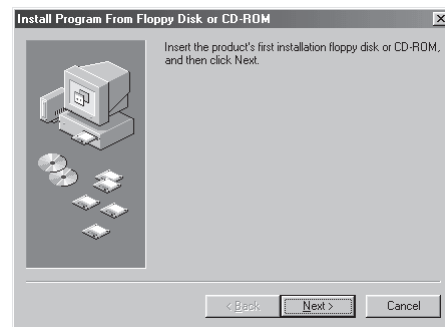 Install Program From Floppy Disk or CD-ROM
Insert the product's first installation floppy disk or CD-ROM,
and then click Next.
< Back
Next >
Cancel